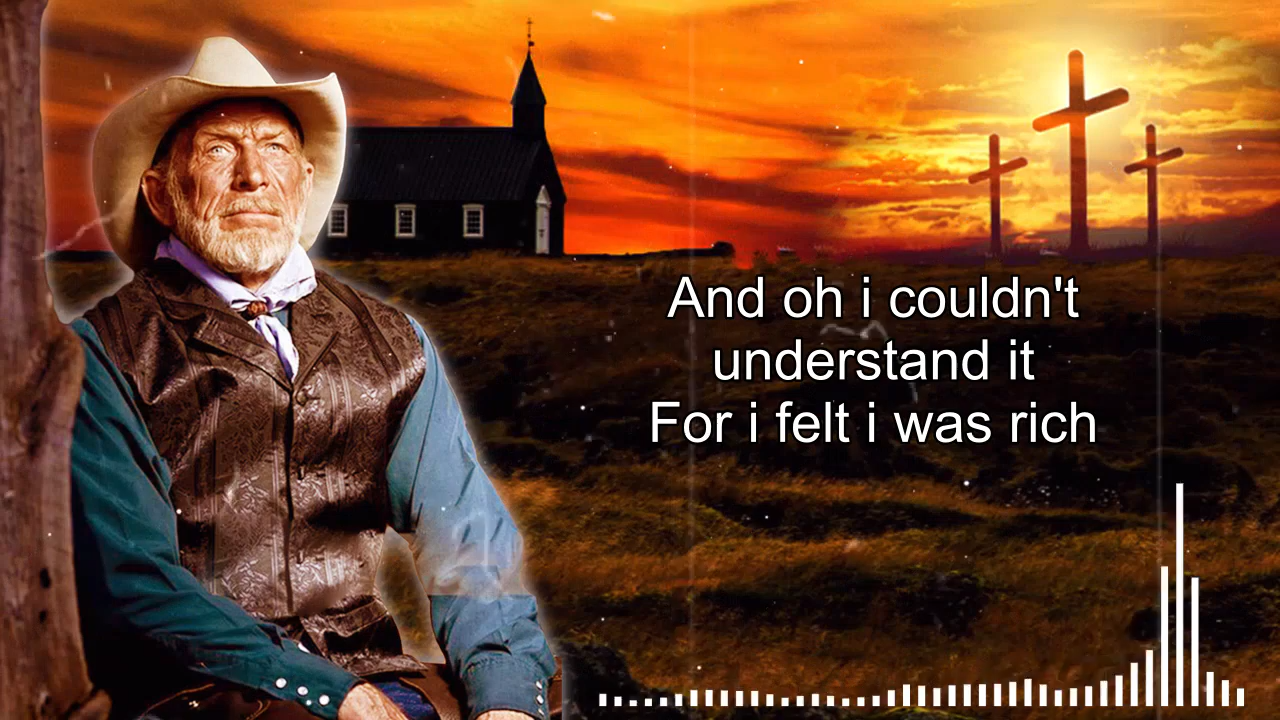 And oh i couldn't
understand it
For i felt i was rich